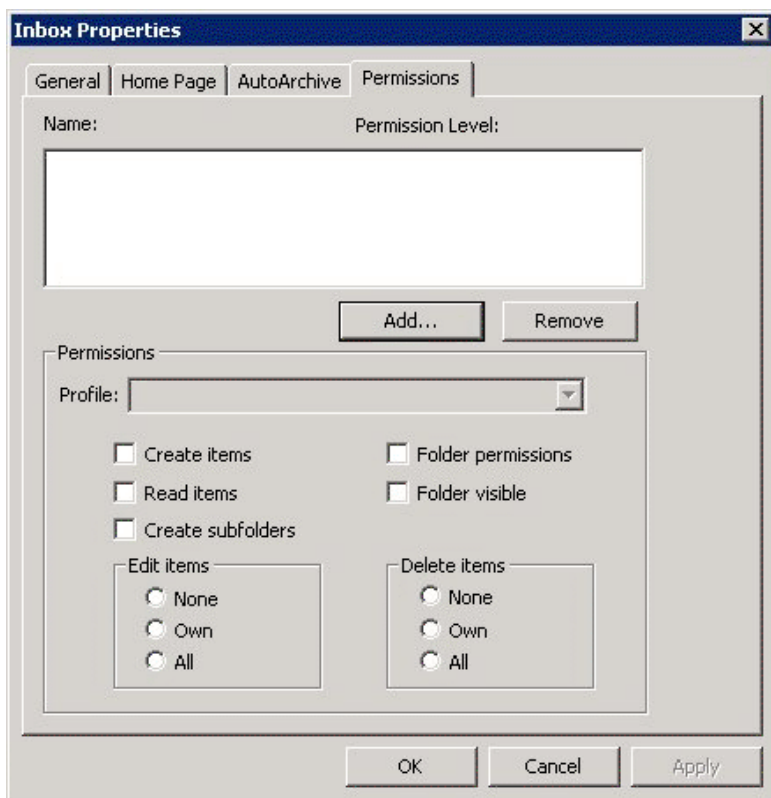 Inbox Properties
General Home Page AutoArchive Permissions
Name: Permission Level:
Add... Remove
Permissions
Profile:
Create items Folder permissions
Read items Folder visible
Create subfolders
Edit items Delete items
None None
Own Own
All All
OK Cancel Apply